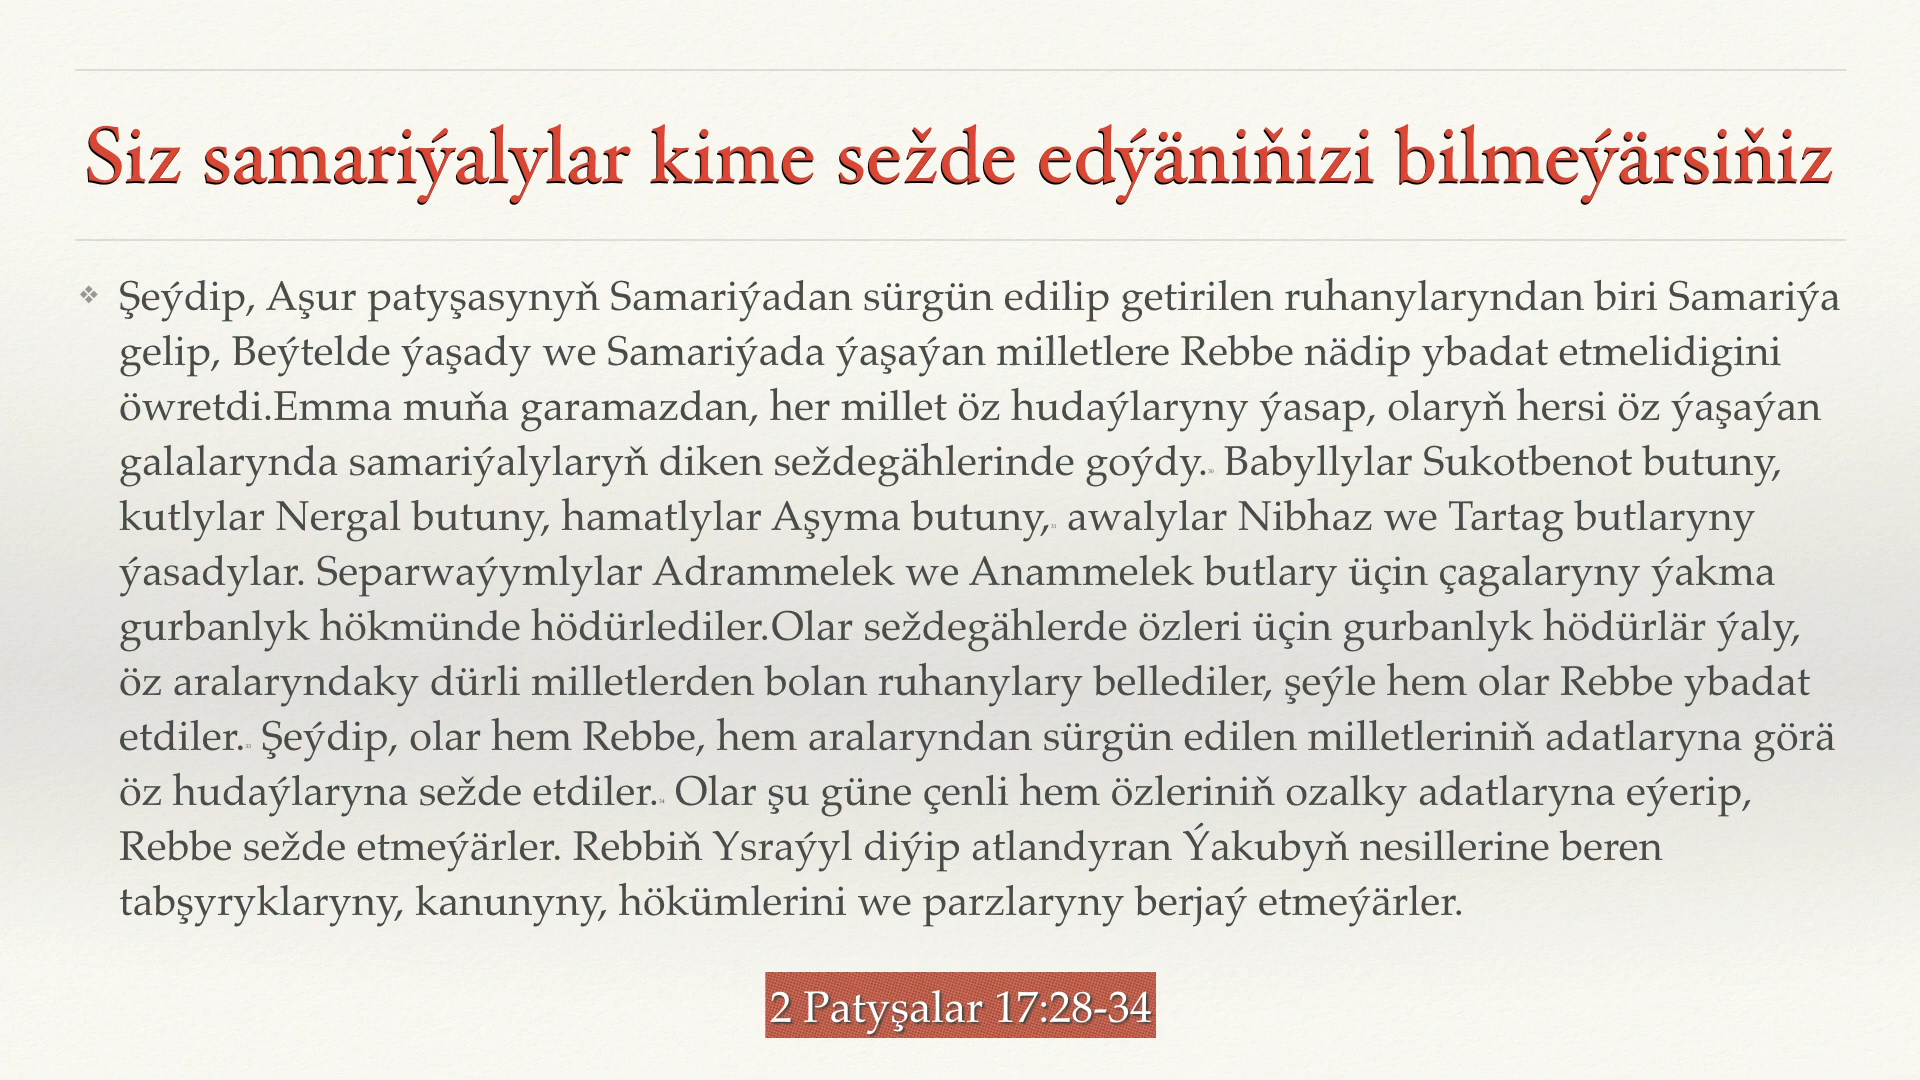 Siz samariýalylar kime sežde edýäniňizi bilmeýärsiňiz
❖ Şeýdip, Aşur patyşasynyň Samariýadan sürgün edilip getirilen ruhanylaryndan biri Samariýa
gelip, Beýtelde ýaşady we Samariýada ýaşaýan milletlere Rebbe nädip ybadat etmelidigini
öwretdi.Emma muňa garamazdan, her millet öz hudaýlaryny ýasap, olaryň hersi öz ýaşaýan
galalarynda samariýalylaryň diken seždegählerinde goýdy.30 Babyllylar Sukotbenot butuny,
kutlylar Nergal butuny, hamatlylar Aşyma butuny,31 awalylar Nibhaz we Tartag butlaryny
ýasadylar. Separwaýymlylar Adrammelek we Anammelek butlary üçin çagalaryny ýakma
gurbanlyk hökmünde hödürlediler.Olar seždegählerde özleri üçin gurbanlyk hödürlär ýaly,
öz aralaryndaky dürli milletlerden bolan ruhanylary bellediler, şeýle hem olar Rebbe ybadat
etdiler.33 Şeýdip, olar hem Rebbe, hem aralaryndan sürgün edilen milletleriniň adatlaryna görä
öz hudaýlaryna sežde etdiler.34 Olar şu güne çenli hem özleriniň ozalky adatlaryna eýerip,
Rebbe sežde etmeýärler. Rebbiň Ysraýyl diýip atlandyran Ýakubyň nesillerine beren
tabşyryklaryny, kanunyny, hökümlerini we parzlaryny berjaý etmeýärler.
2 Patyşalar 17:28-34